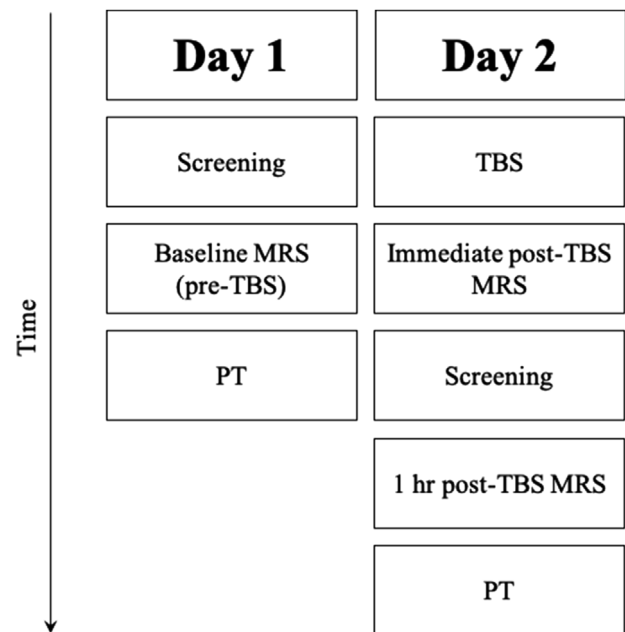 Day 1
Day 2
Screening
TBS
Baseline MRS
(pre-TBS)
Immediate post-TBS
MRS
PT
Screening
1 hr post-TBS MRS
PT
Time